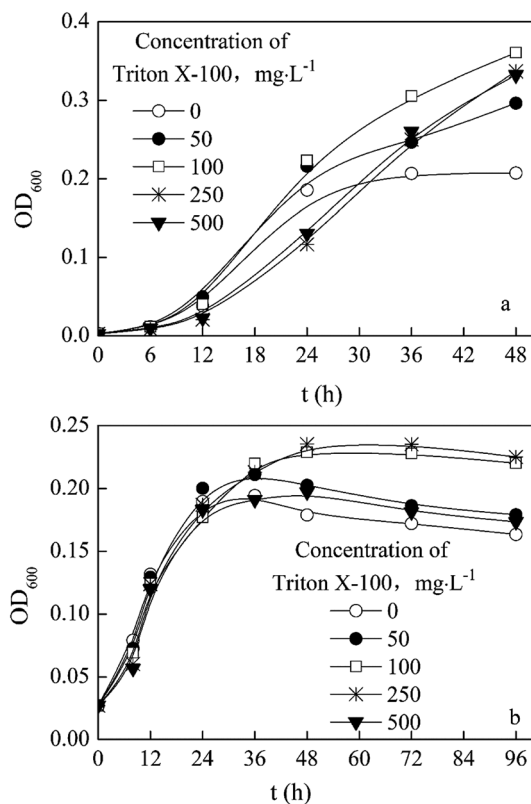 0.4
0.3
0.2
0.1
0.0
OD600
Concentration of
Triton X-100, mg·L-1
0
50
100
250
500
a
0 6 12 18 24 30 36 42 48
t (h)
0.25
0.20
0.15
0.10
0.05
0.00
OD600
Concentration of
Triton X-100, mg·L-1
0
50
100
250
500
b
0 12 24 36 48 60 72 84 96
t (h)